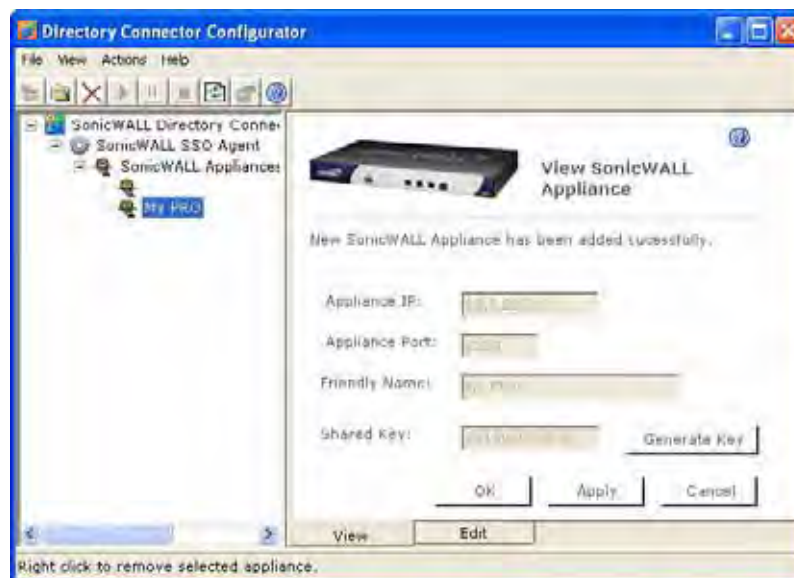 Directory Connector Configurator
File View Actions Help
SonicWALL Directory Connec
SonicWALL SSO Agent
SonicWALL Appliances
My PRO
View SonicWALL
Appliance
New SonicWALL Appliance has been added sucessfully.
Appliance IP:
Appliance Port:
Friendly Name:
Shared Key:
Generate Key
OK Apply Cancel
View Edit
Right click to remove selected appliance.